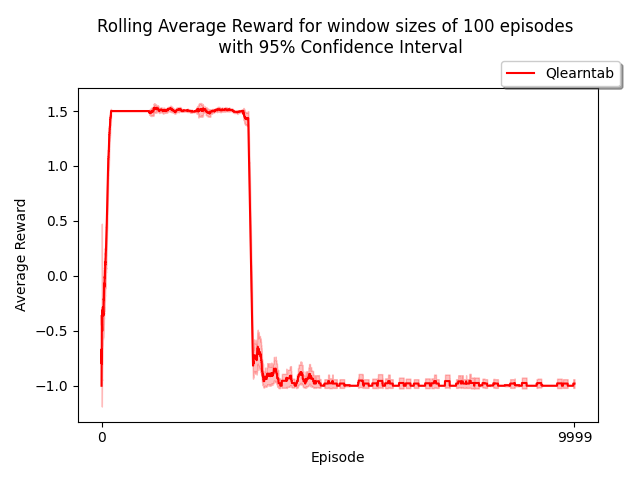 Rolling Average Reward for window sizes of 100 episodes
with 95% Confidence Interval
Qlearntab
1.5
1.0
0.5
0.0
−0.5
−1.0
Average Reward
0
9999
Episode